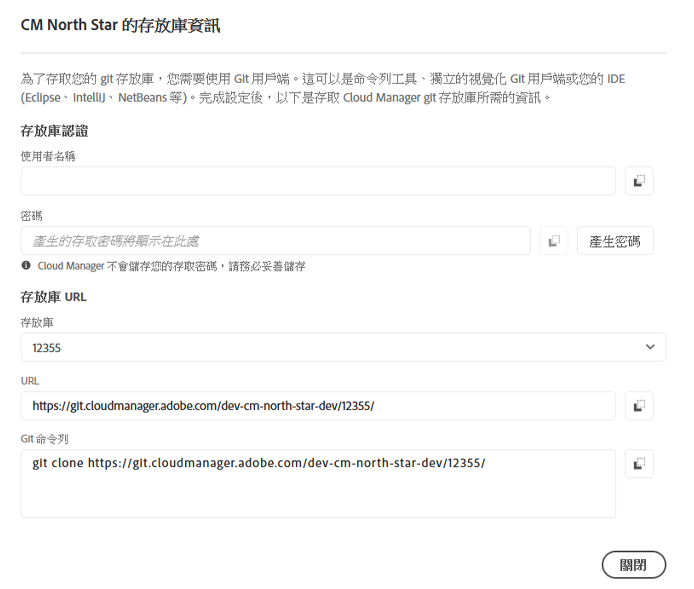 CM North Star 的存放庫資訊
為了存取您的 git 存放庫，您需要使用 Git 用戶端。這可以是命令列工具、獨立的視覺化 Git 用戶端或您的 IDE
(Eclipse、IntelliJ、NetBeans 等)。完成設定後，以下是存取 Cloud Manager git 存放庫所需的資訊。
存放庫認證
使用者名稱
密碼
產生的存取密碼將顯示在此處
產生密碼
Cloud Manager 不會儲存您的存取密碼，請務必妥善儲存
存放庫 URL
存放庫
12355
URL
https://git.cloudmanager.adobe.com/dev-cm-north-star-dev/12355/
Git 命令列
git clone https://git.cloudmanager.adobe.com/dev-cm-north-star-dev/12355/
關閉